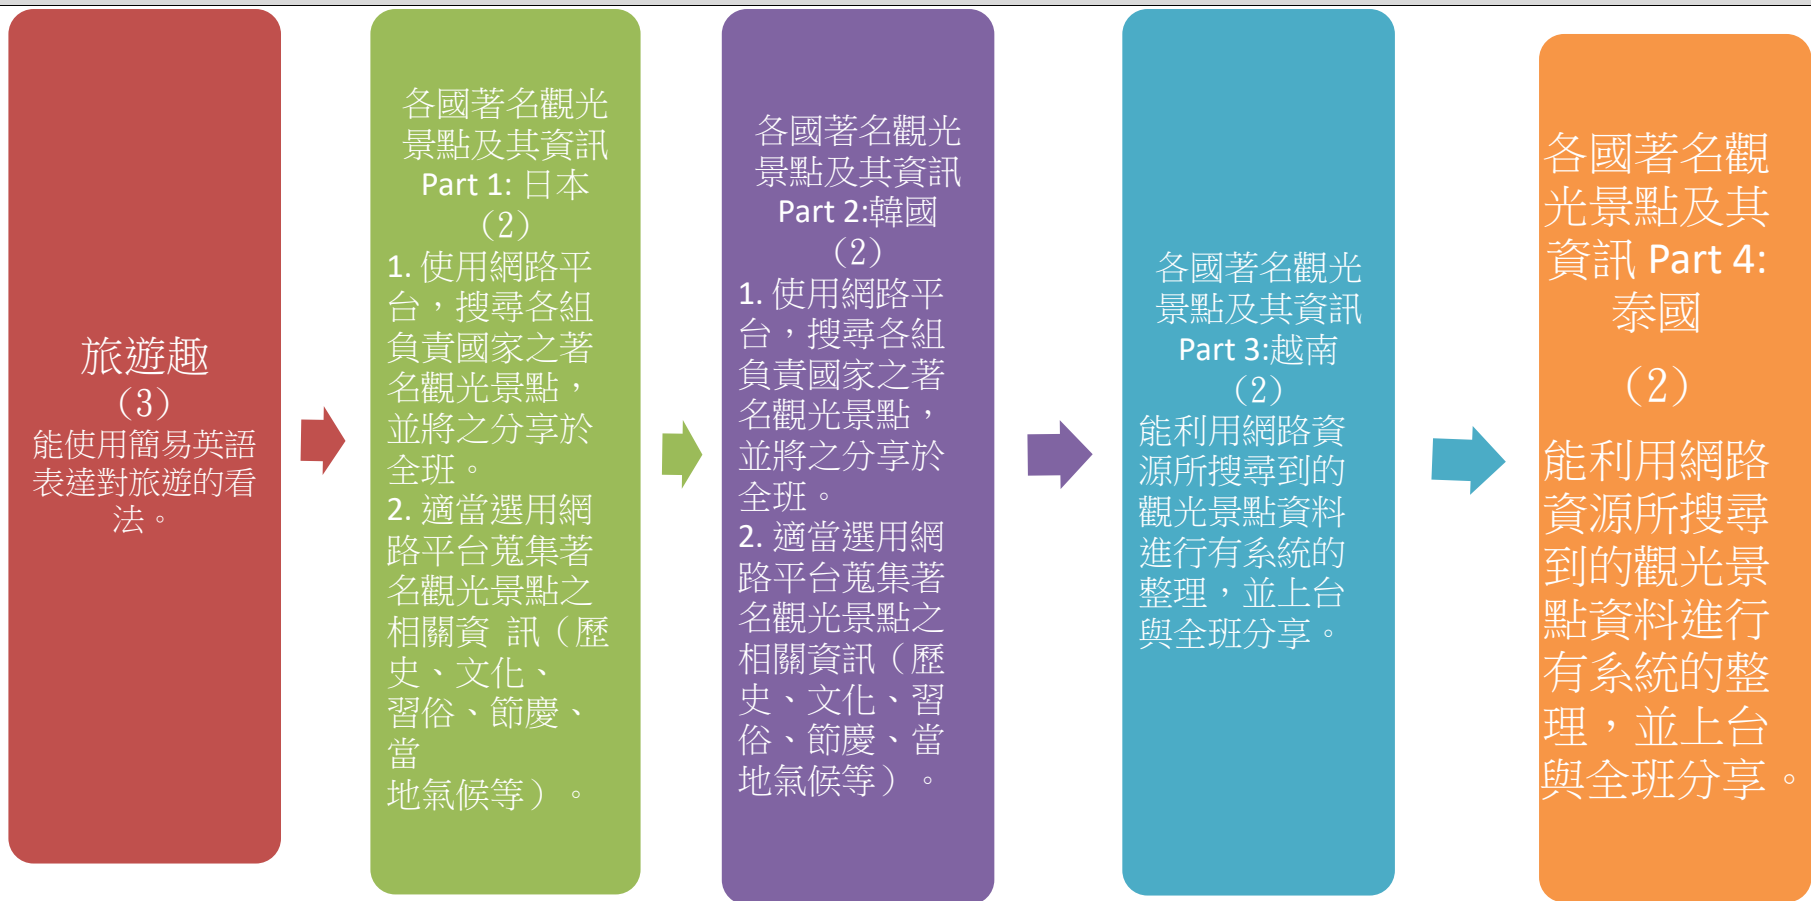 旅遊趣
（3）
能使用簡易英語
表達對旅遊的看
法。
各國著名觀光
景點及其資訊
Part 1: 日本
（2）
1. 使用網路平
台，搜尋各組
負責國家之著
名觀光景點，
並將之分享於
全班。
2. 適當選用網
路平台蒐集著
名觀光景點之
相關資 訊（歷
史、文化、
習俗、節慶、
當
地氣候等）。
各國著名觀光
景點及其資訊
Part 2:韓國
（2）
1. 使用網路平
台，搜尋各組
負責國家之著
名觀光景點，
並將之分享於
全班。
2. 適當選用網
路平台蒐集著
名觀光景點之
相關資訊（歷
史、文化、習
俗、節慶、當
地氣候等）。
各國著名觀光
景點及其資訊
Part 3:越南
（2）
能利用網路資
源所搜尋到的
觀光景點資料
進行有系統的
整理，並上台
與全班分享。
各國著名觀
光景點及其
資訊 Part 4:
泰國
（2）
能利用網路
資源所搜尋
到的觀光景
點資料進行
有系統的整
理，並上台
與全班分享。